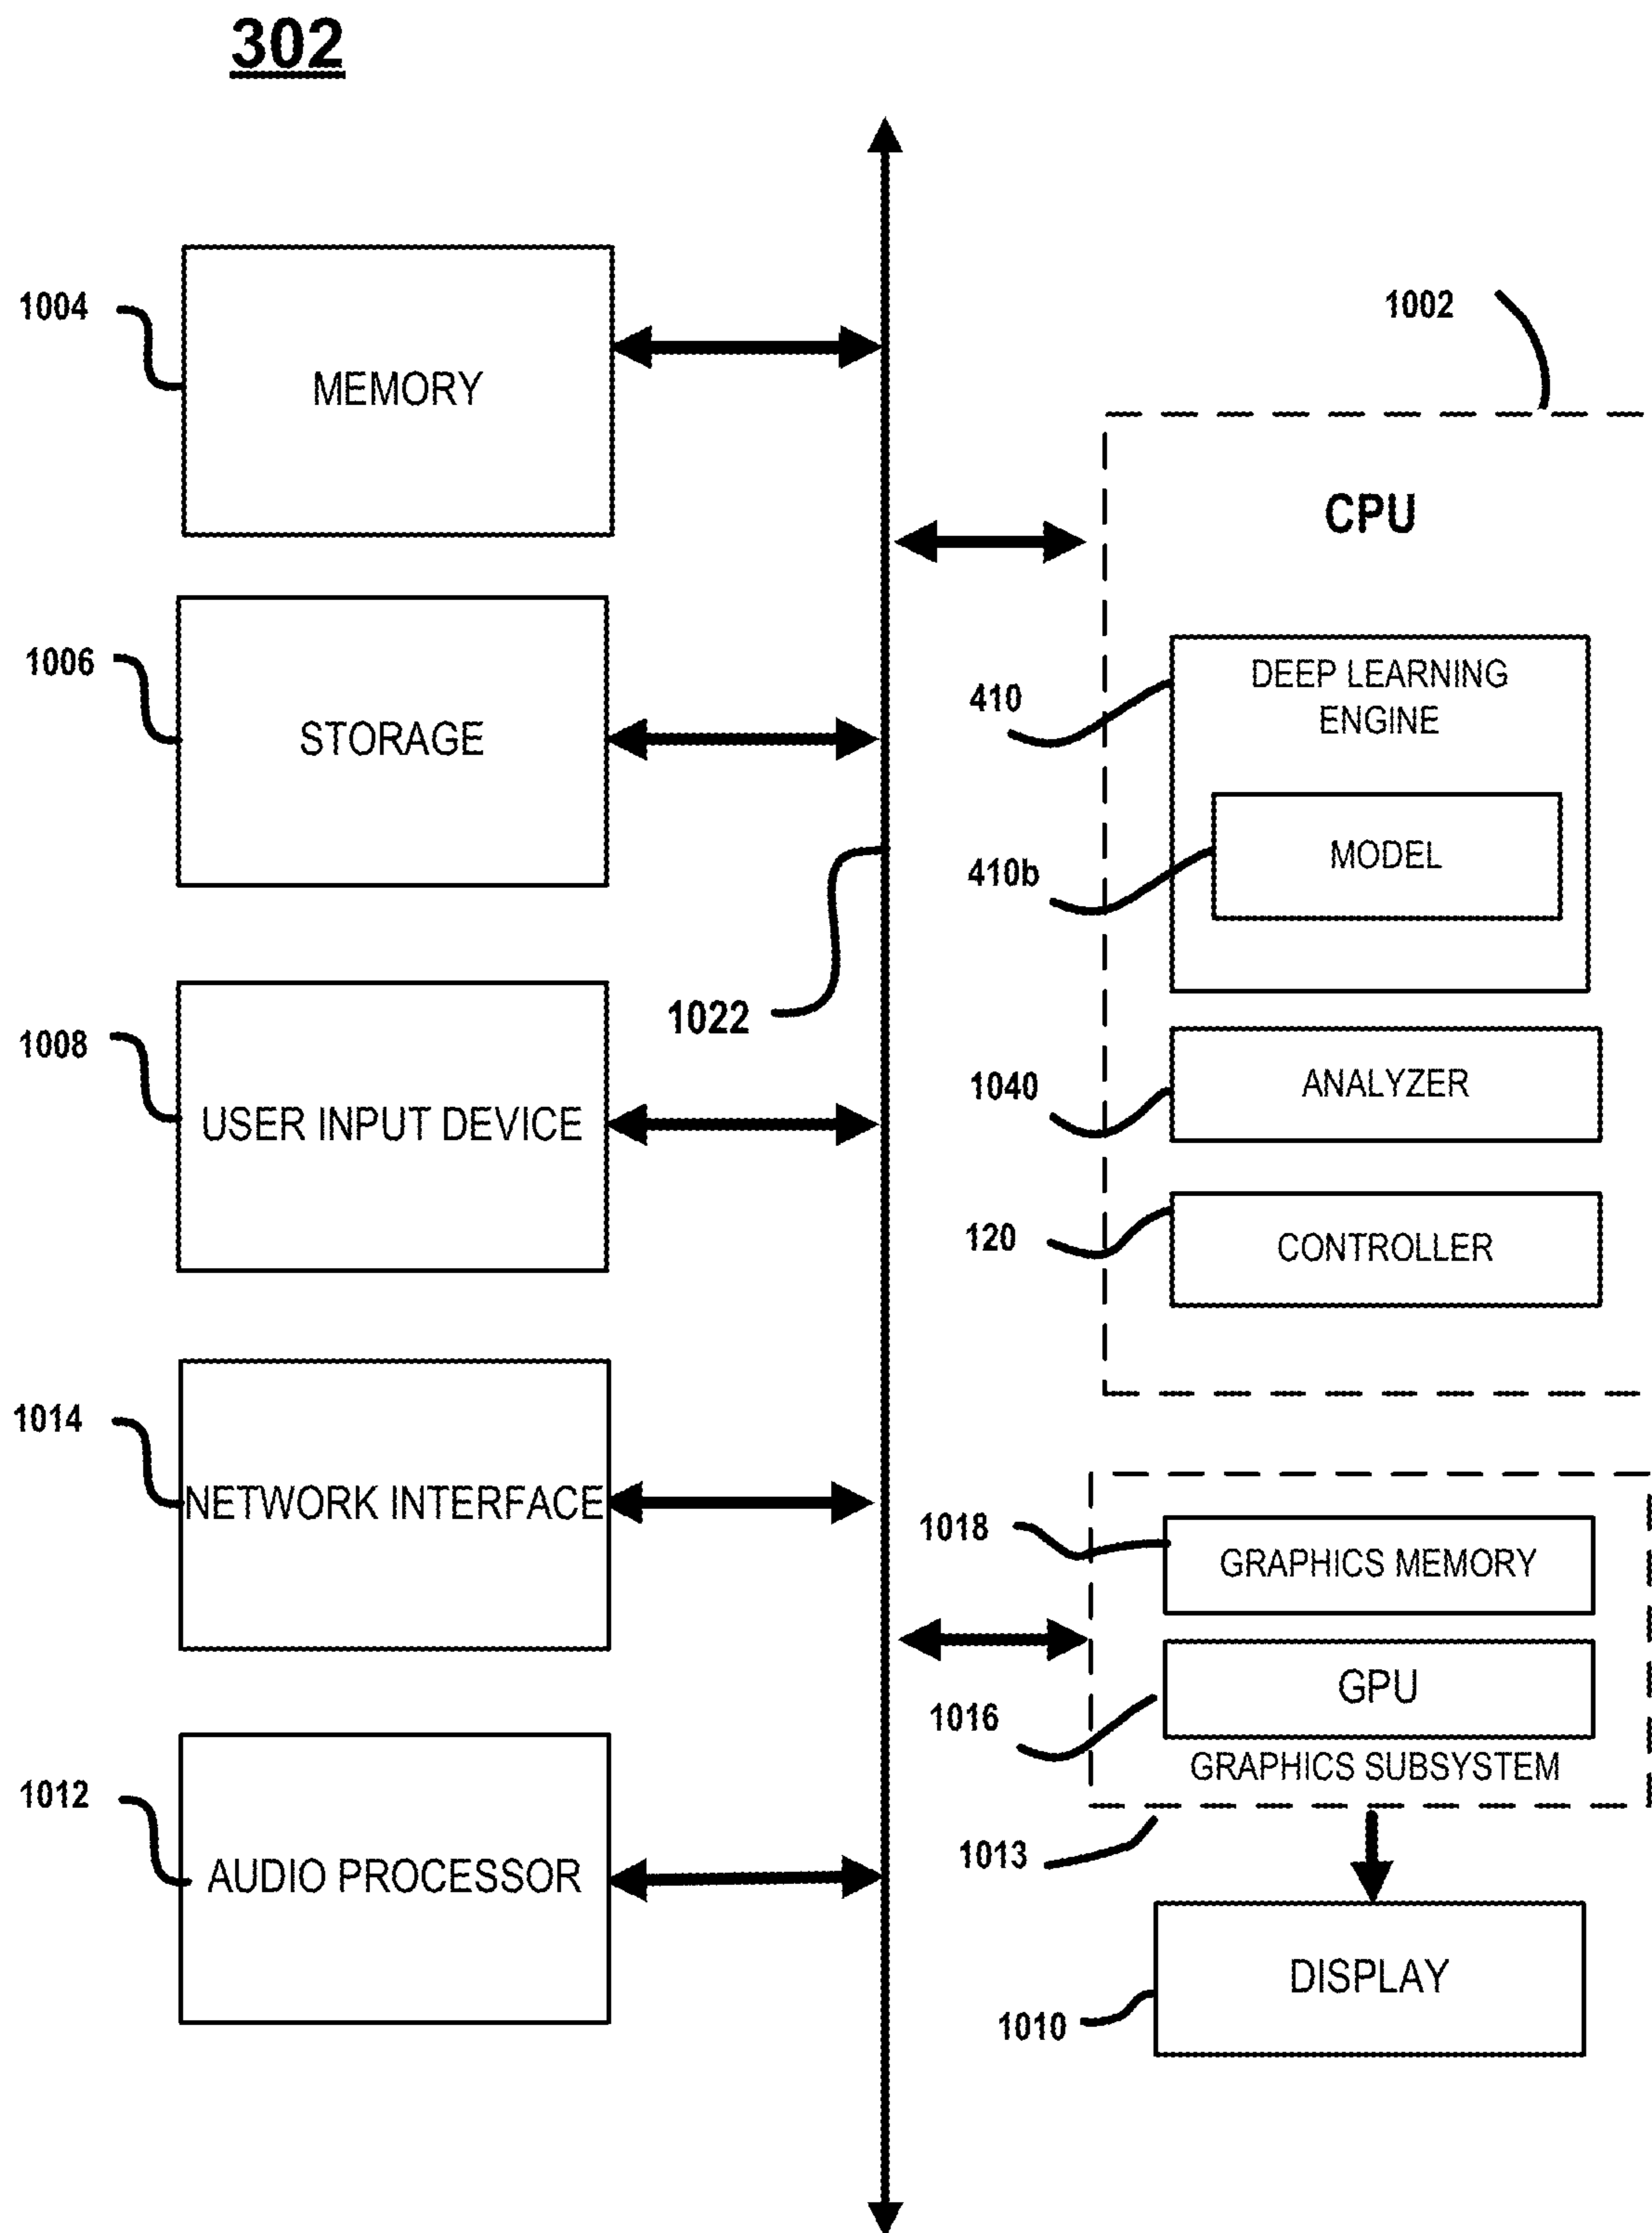 302
1004
MEMORY
1006
STORAGE
1008
USER INPUT DEVICE
1022
1014
NETWORK INTERFACE
1012
AUDIO PROCESSOR
1002
CPU
410
DEEP LEARNING
ENGINE
410b
MODEL
1040
ANALYZER
120
CONTROLLER
1018
GRAPHICS MEMORY
1016
GPU
GRAPHICS SUBSYSTEM
1013
DISPLAY
1010